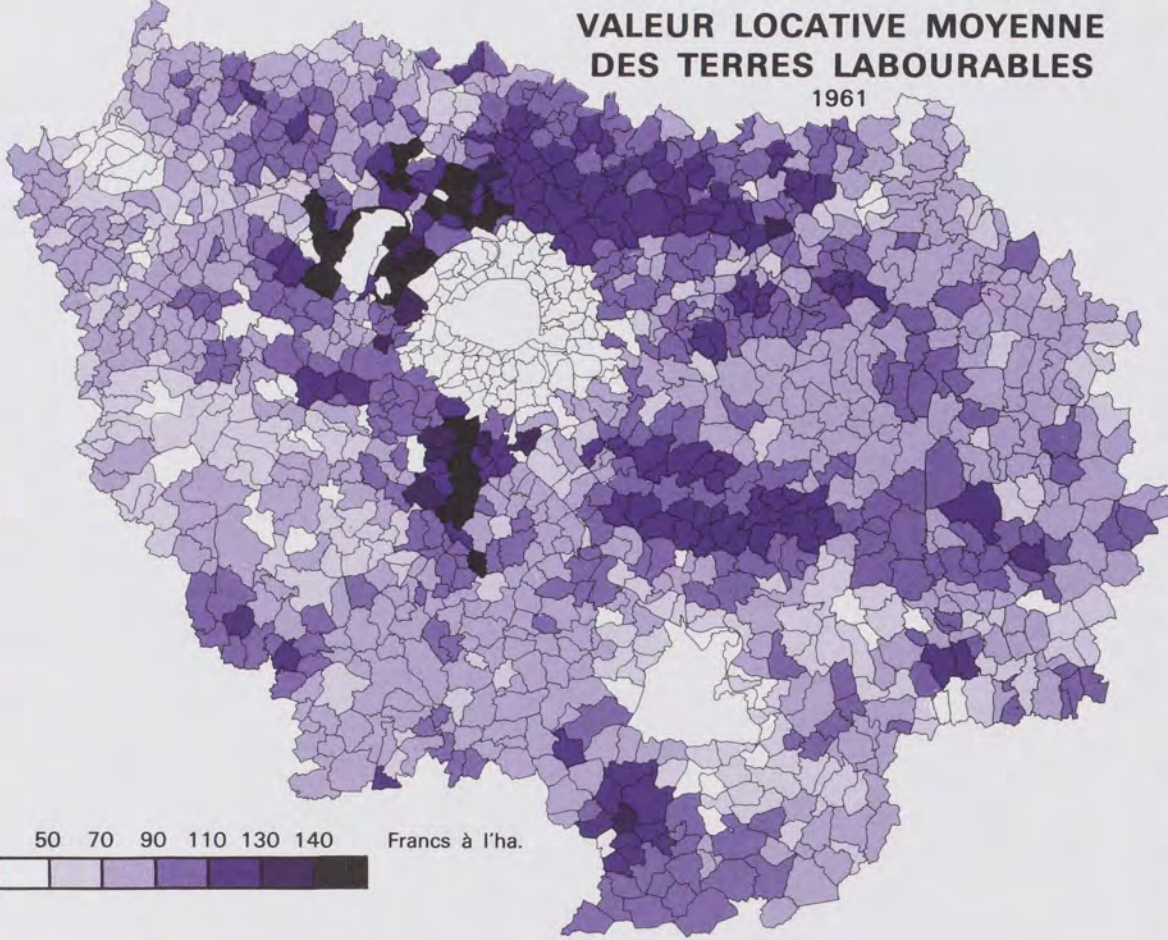 VALEUR LOCATIVE MOYENNE
DES TERRES LABOURABLES
1961
50 70 90 110 130 140 Francs à l'ha.